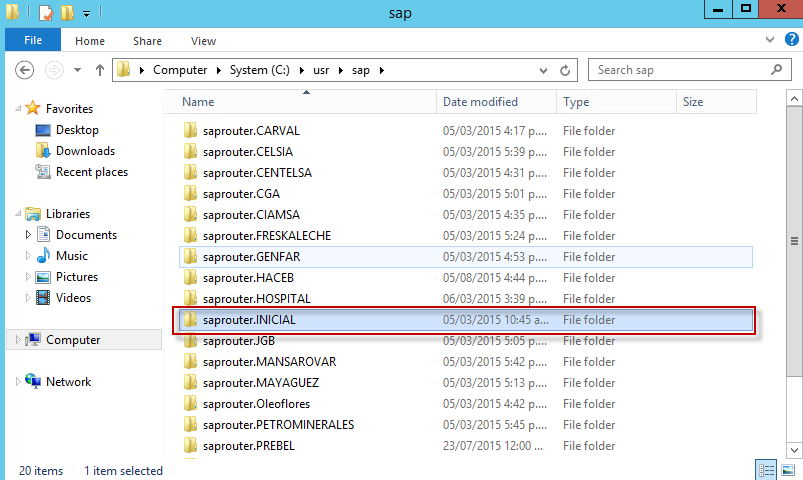 sap
File Home Share View
Computer System (C:) usr sap
Search sap
Name Date modified Type Size
Favorites
Desktop
Downloads
Recent places
Libraries
Documents
Music
Pictures
Videos
Computer
Network
saprouter.CARVAL 05/03/2015 4:17 p.... File folder
saprouter.CELSIA 05/03/2015 5:39 p.... File folder
saprouter.CENTELSA 05/03/2015 4:31 p.... File folder
saprouter.CGA 05/03/2015 5:01 p.... File folder
saprouter.CIAMSA 05/03/2015 4:35 p.... File folder
saprouter.FRESKALECHE 05/03/2015 5:24 p.... File folder
saprouter.GENFAR 05/03/2015 4:53 p.... File folder
saprouter.HACEB 05/08/2015 4:44 p.... File folder
saprouter.HOSPITAL 06/03/2015 3:39 p.... File folder
saprouter.INICIAL 05/03/2015 10:45 a... File folder
saprouter.JGB 05/03/2015 5:05 p.... File folder
saprouter.MANSAROVAR 05/03/2015 5:42 p.... File folder
saprouter.MAYAGUEZ 05/03/2015 5:13 p.... File folder
saprouter.Oleoflores 05/03/2015 4:42 p.... File folder
saprouter.PETROMINERALES 05/03/2015 5:45 p.... File folder
saprouter.PREBEL 23/07/2015 12:00 ... File folder
20 items 1 item selected